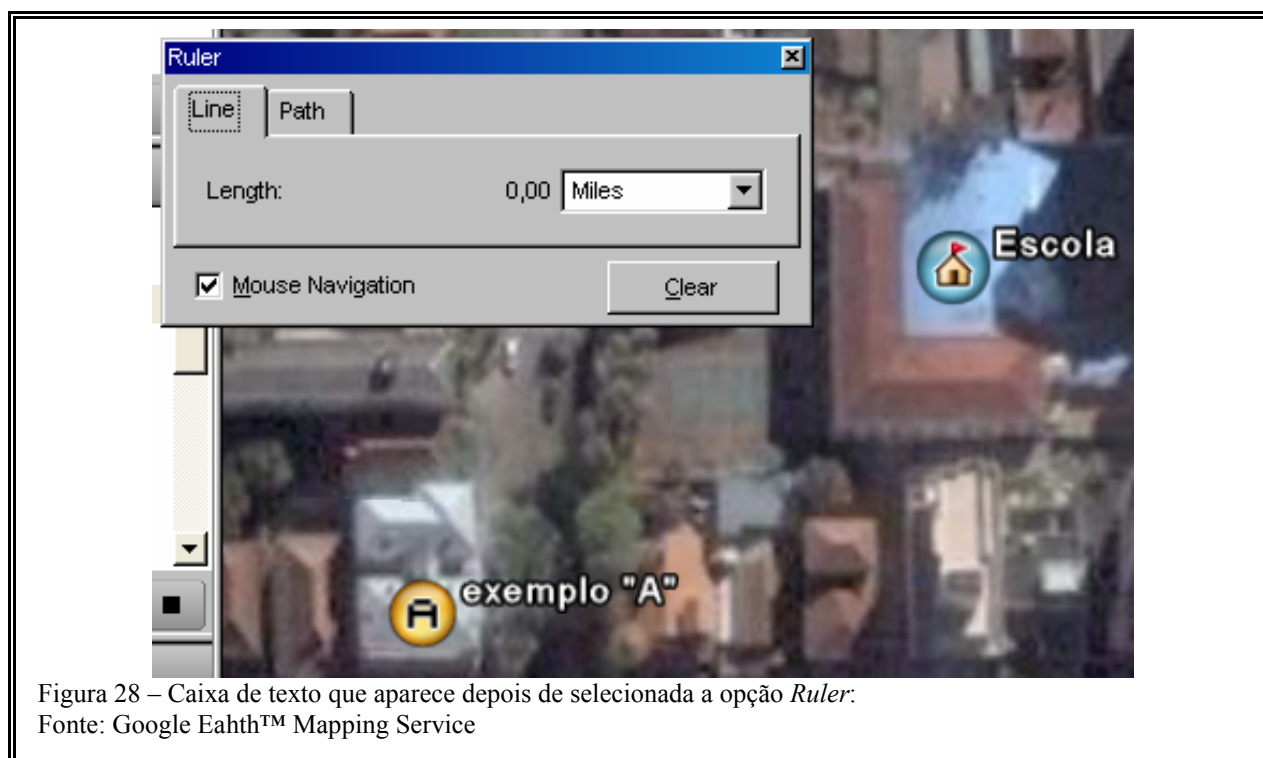 Ruler
Line Path
Length: 0,00 Miles
Mouse Navigation Clear
Escola
exemplo "A"
Figura 28 – Caixa de texto que aparece depois de selecionada a opção Ruler:
Fonte: Google Eahth™ Mapping Service